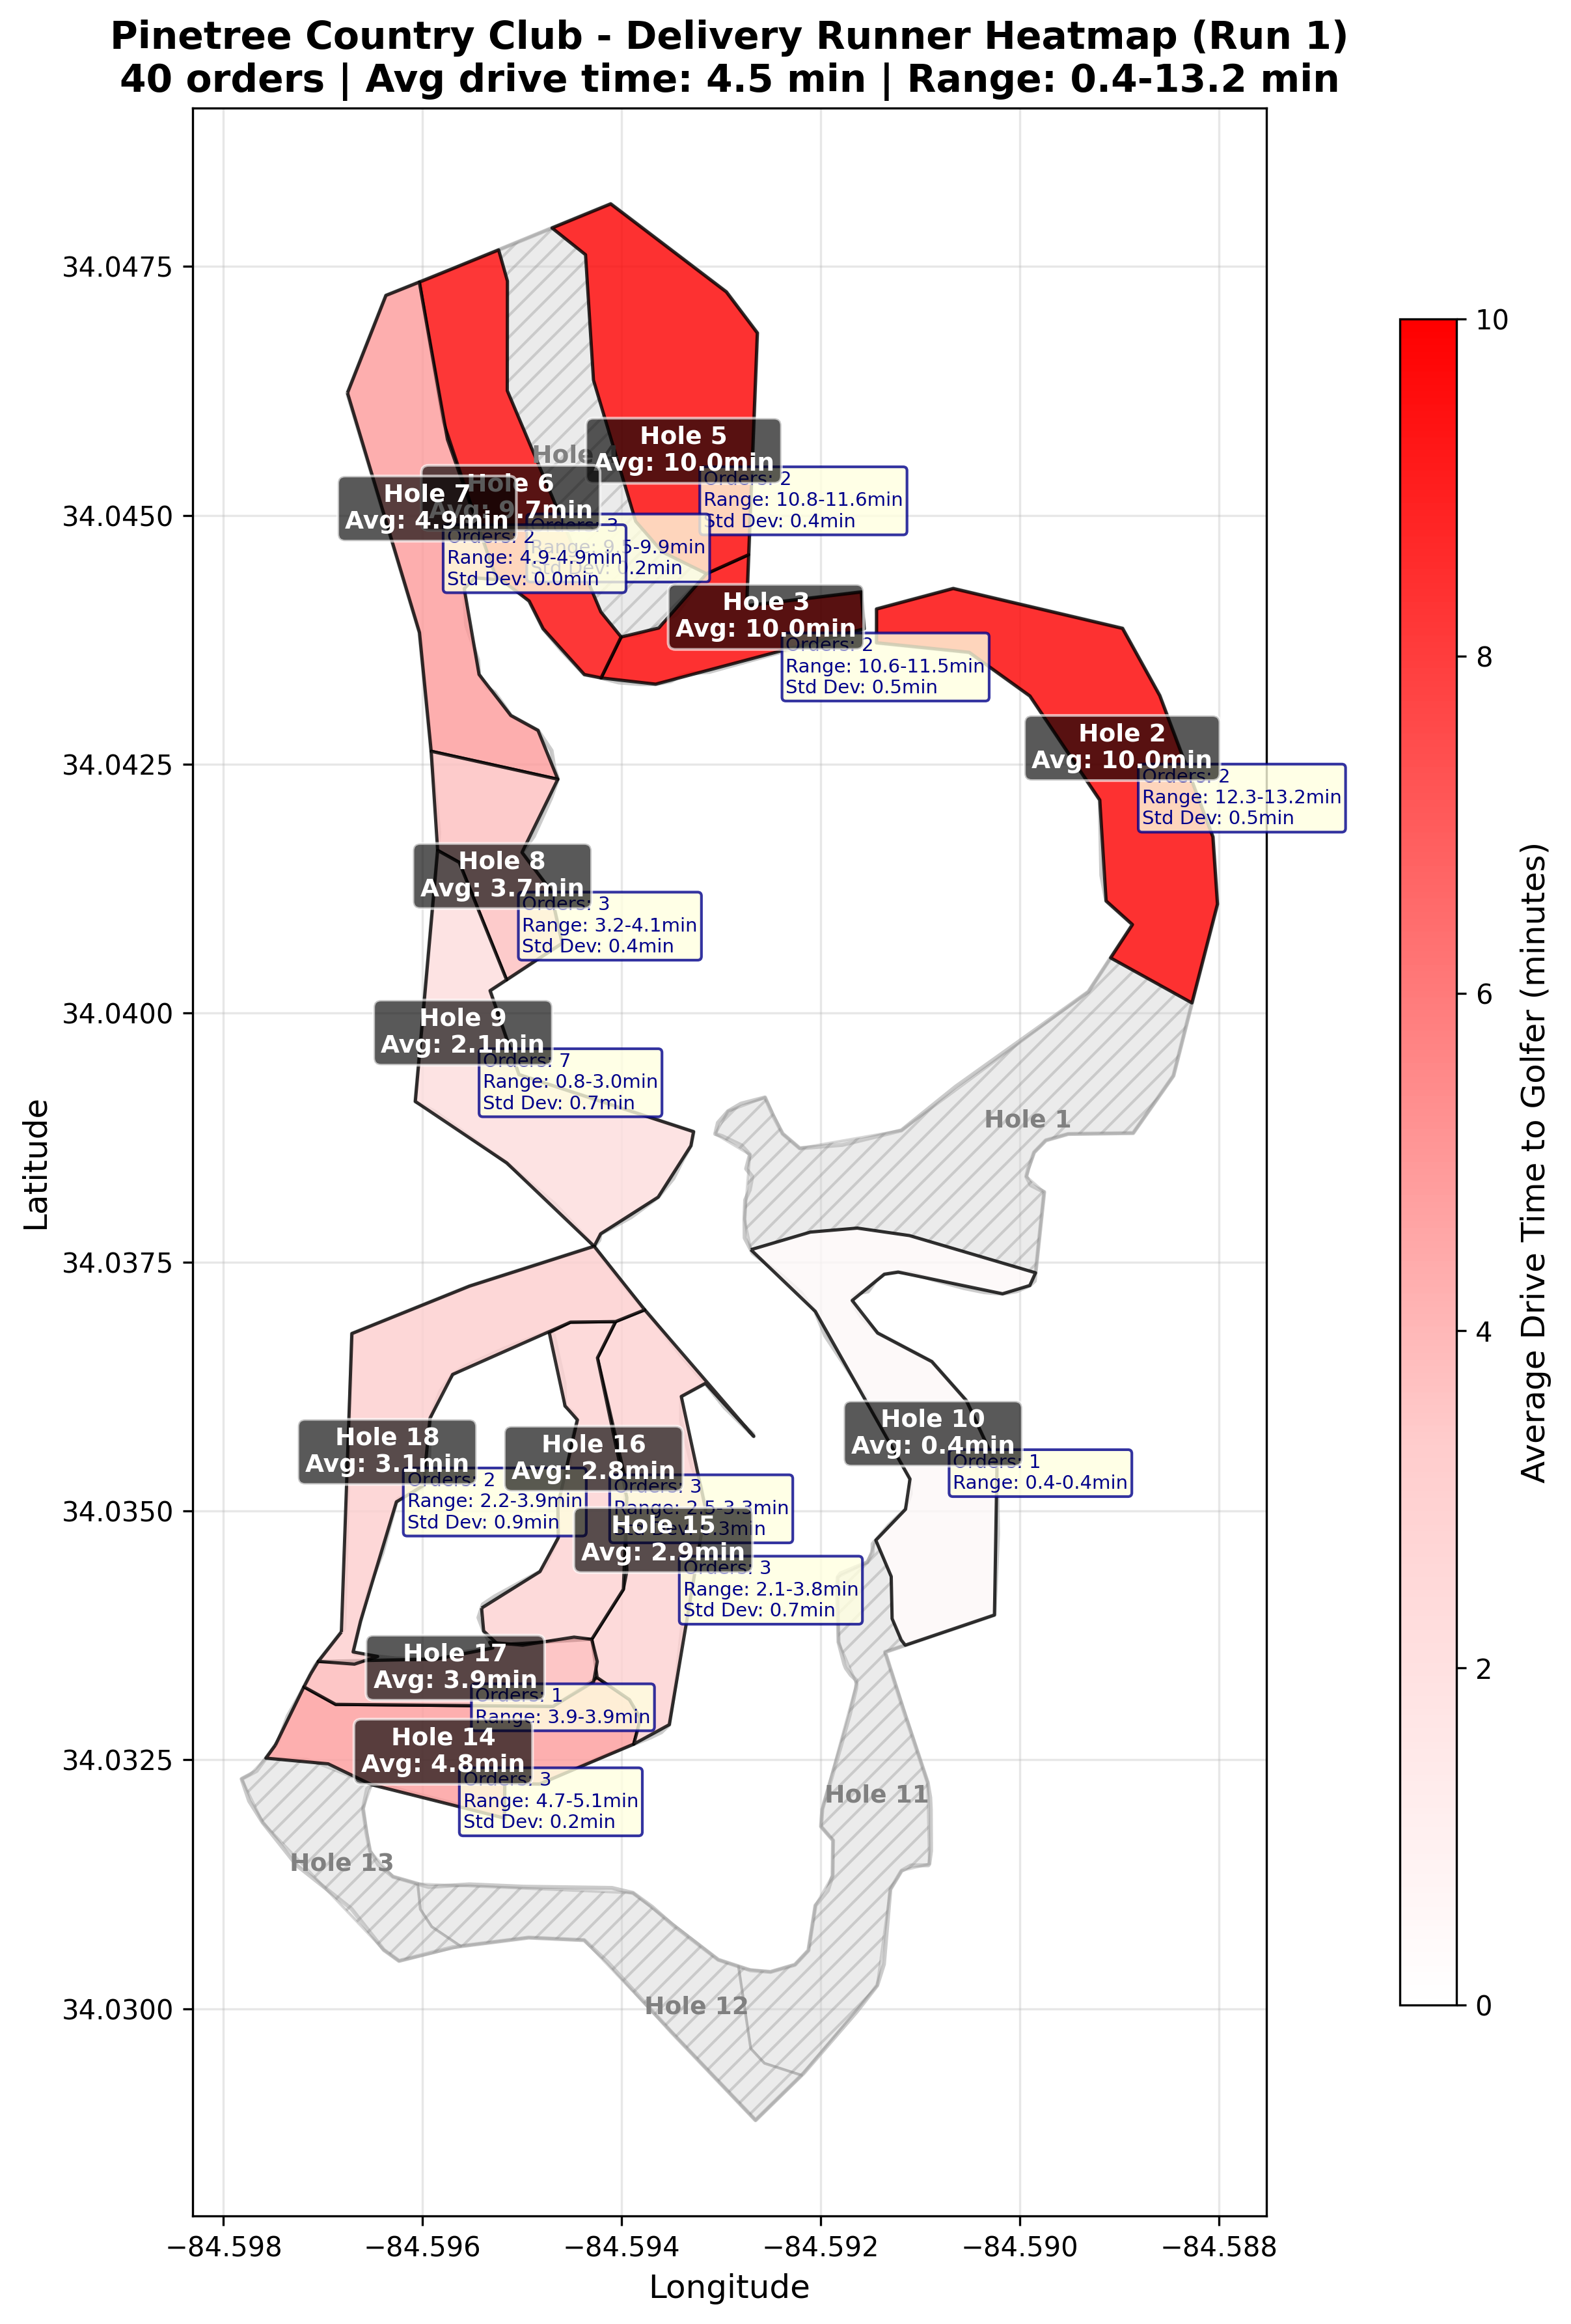 Pinetree Country Club - Delivery Runner Heatmap (Run 1)
40 orders | Avg drive time: 4.5 min | Range: 0.4-13.2 min
Latitude
34.0475
34.0450
34.0425
34.0400
34.0375
34.0350
34.0325
34.0300
Hole
Hole 5
Avg: 10.0min
Orders: 2
Range: 10.8-11.6min
Std Dev: 0.4min
Hole 6
9.7min
Orders: 3
Range: 9.5-9.9min
Std Dev: 0.2min
Hole 7
Avg: 4.9min
Orders: 2
Range: 4.9-4.9min
Std Dev: 0.0min
Hole 3
Avg: 10.0min
Orders: 2
Range: 10.6-11.5min
Std Dev: 0.5min
Hole 2
Avg: 10.0min
Orders: 2
Range: 12.3-13.2min
Std Dev: 0.5min
Hole 8
Avg: 3.7min
Orders: 3
Range: 3.2-4.1min
Std Dev: 0.4min
Hole 9
Avg: 2.1min
Orders: 7
Range: 0.8-3.0min
Std Dev: 0.7min
Hole 1
Hole 10
Avg: 0.4min
Orders: 1
Range: 0.4-0.4min
Hole 18
Avg: 3.1min
Orders: 2
Range: 2.2-3.9min
Std Dev: 0.9min
Hole 16
Avg: 2.8min
Orders: 3
Range: 2.5-3.3min
Std Dev: 0.3min
Hole 15
Avg: 2.9min
Orders: 3
Range: 2.1-3.8min
Std Dev: 0.7min
Hole 17
Avg: 3.9min
Orders: 1
Range: 3.9-3.9min
Hole 14
Avg: 4.8min
Orders: 3
Range: 4.7-5.1min
Std Dev: 0.2min
Hole 11
Hole 13
Hole 12
−84.598
−84.596
−84.594
−84.592
−84.590
−84.588
Longitude
10
8
6
4
2
0
Average Drive Time to Golfer (minutes)